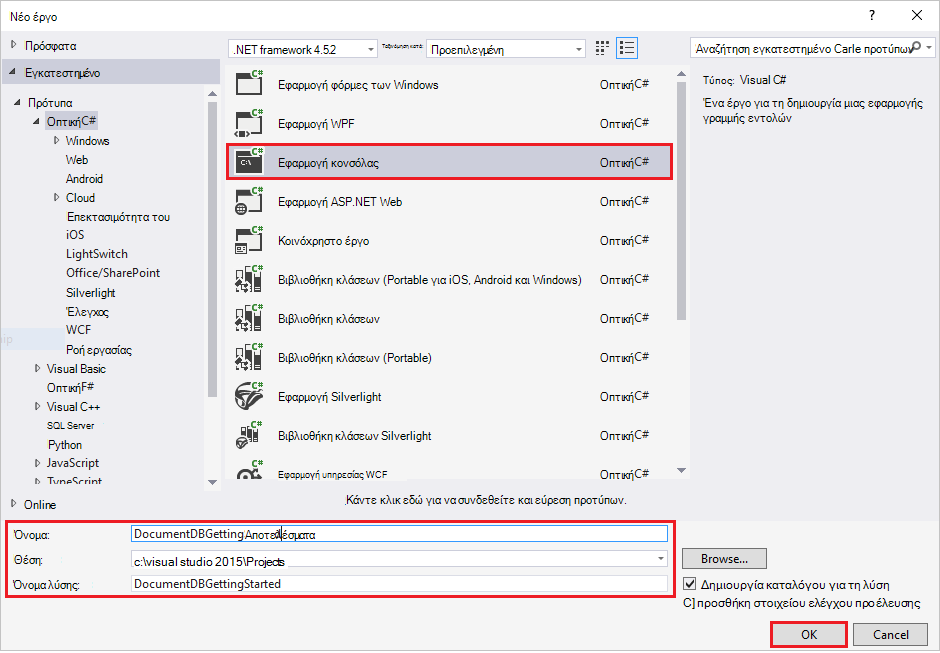 Νέο έργο
?
Πρόσφατα
Εγκατεστημένο
Πρότυπα
ΟπτικήC#
Windows
Web
Android
Cloud
Επεκτασιμότητα του
iOS
LightSwitch
Office/SharePoint
Silverlight
Έλεγχος
WCF
Ροή εργασίας
Visual Basic
ΟπτικήF#
Visual C++
SQL Server
Python
JavaScript
TypeScript
Online
.NET framework 4.5.2
Ταξινόμηση κατά:
Προεπιλεγμένη
Εφαρμογή φόρμες των Windows ΟπτικήC#
Εφαρμογή WPF ΟπτικήC#
Εφαρμογή κονσόλας ΟπτικήC#
Εφαρμογή ASP.NET Web ΟπτικήC#
Κοινόχρηστο έργο ΟπτικήC#
Βιβλιοθήκη κλάσεων (Portable για iOS, Android και Windows) ΟπτικήC#
Βιβλιοθήκη κλάσεων ΟπτικήC#
Βιβλιοθήκη κλάσεων (Portable) ΟπτικήC#
Εφαρμογή Silverlight ΟπτικήC#
Βιβλιοθήκη κλάσεων Silverlight ΟπτικήC#
Εφαρμογή υπηρεσίας WCF ΟπτικήC#
Κάντε κλικ εδώ για να συνδεθείτε και εύρεση προτύπων.
Αναζήτηση εγκατεστημένο Carle προτύπων
Τύπος: Visual C#
Ένα έργο για τη δημιουργία μιας εφαρμογής
γραμμής εντολών
Όνομα: DocumentDBGettingΑποτελέσματα
Θέση: c:\visual studio 2015\Projects
Όνομα λύσης: DocumentDBGettingStarted
Browse...
Δημιουργία καταλόγου για τη λύση
C] προσθήκη στοιχείου ελέγχου προέλευσης
OK
Cancel